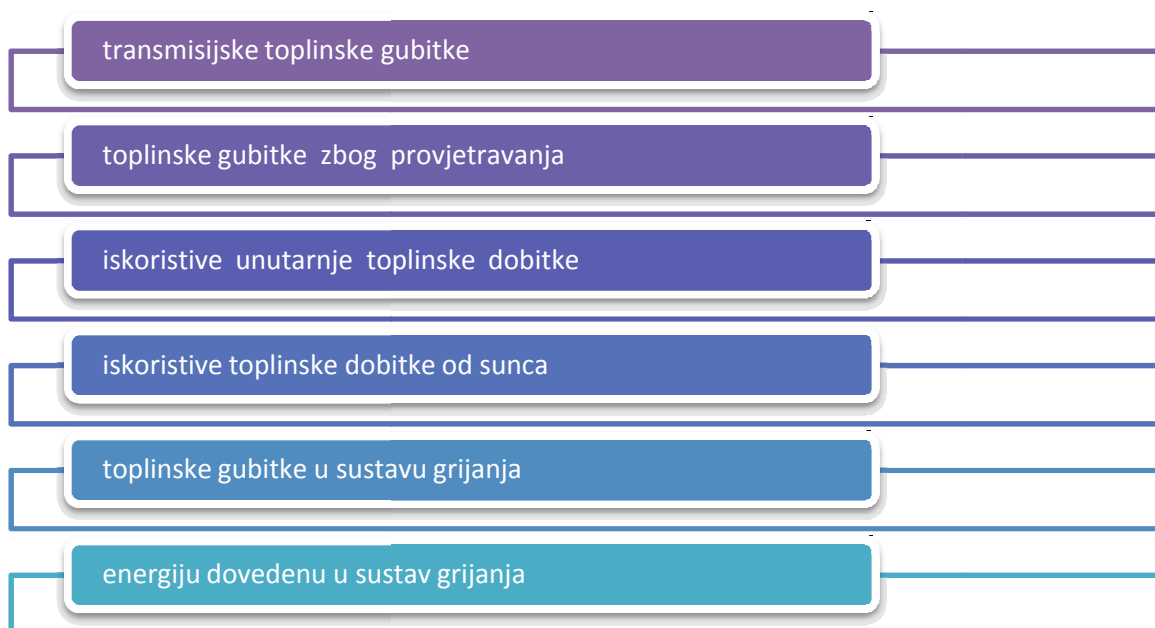 transmisijske toplinske gubitke
toplinske gubitke zbog provjetravanja
iskoristive unutarnje toplinske dobitke
iskoristive toplinske dobitke od sunca
toplinske gubitke u sustavu grijanja
energiju dovedenu u sustav grijanja